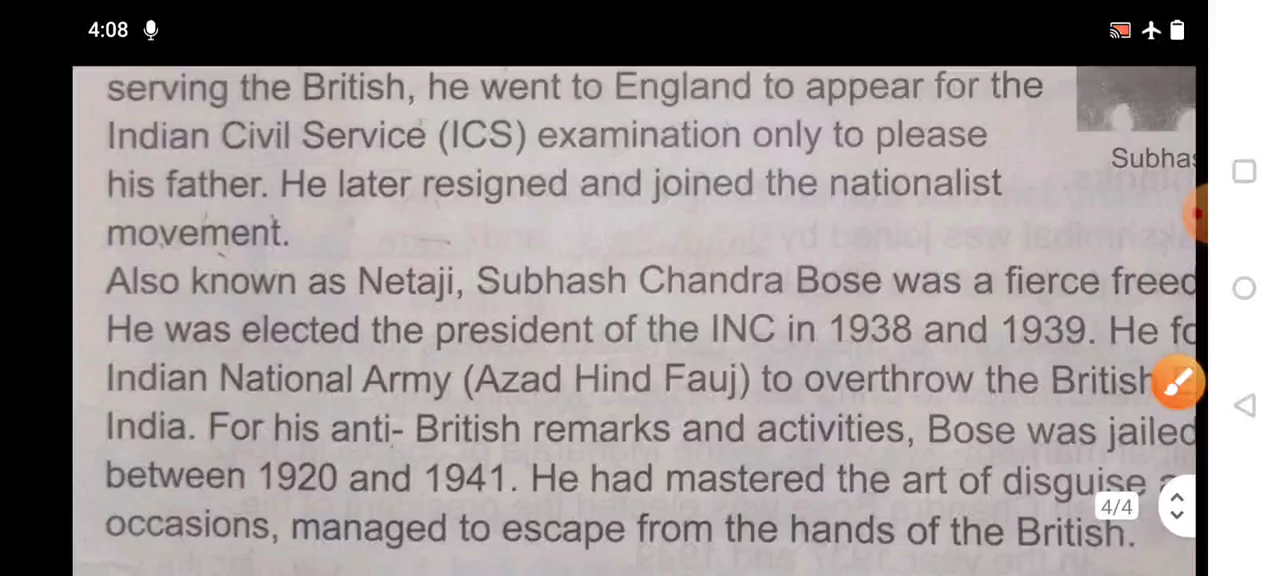 4:08
serving the British, he went to England to appear for the
Indian Civil Service (ICS) examination only to please
Subhas
his father. He later resigned and joined the nationalist
movement.
Also known as Netaji, Subhash Chandra Bose was a fierce freed
He was elected the president of the INC in 1938 and 1939. He fo
Indian National Army (Azad Hind Fauj) to overthrow the British
India. For his anti- British remarks and activities, Bose was jailed
between 1920 and 1941. He had mastered the art of disguise
4/4
occasions, managed to escape from the hands of the British.